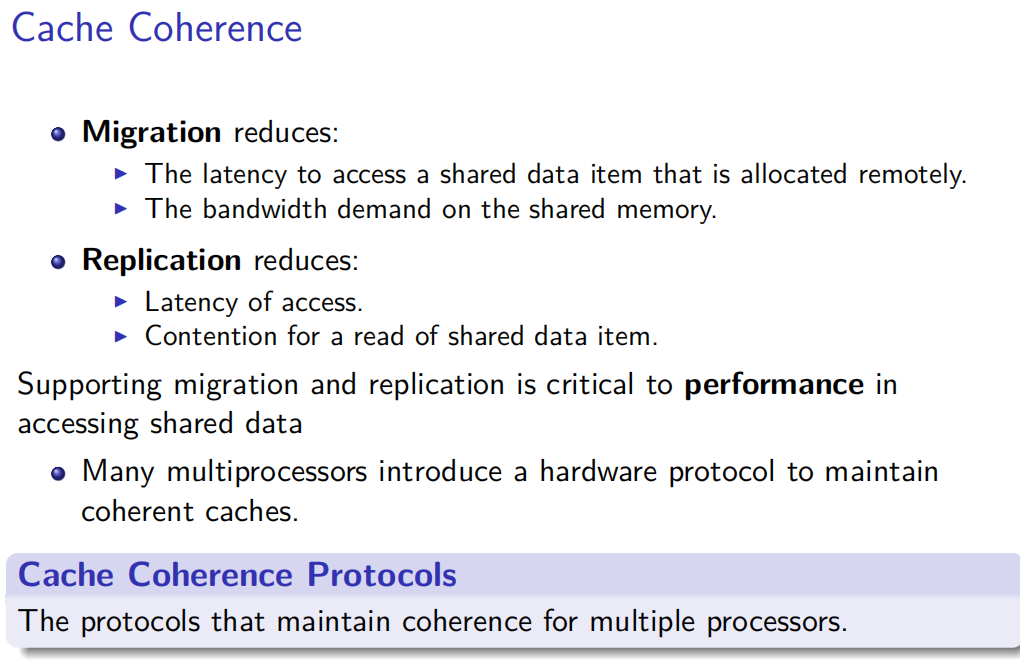 Cache Coherence
Migration reduces:
The latency to access a shared data item that is allocated remotely.
The bandwidth demand on the shared memory.
Replication reduces:
Latency of access.
Contention for a read of shared data item.
Supporting migration and replication is critical to performance in
accessing shared data
Many multiprocessors introduce a hardware protocol to maintain
coherent caches.
Cache Coherence Protocols
The protocols that maintain coherence for multiple processors.